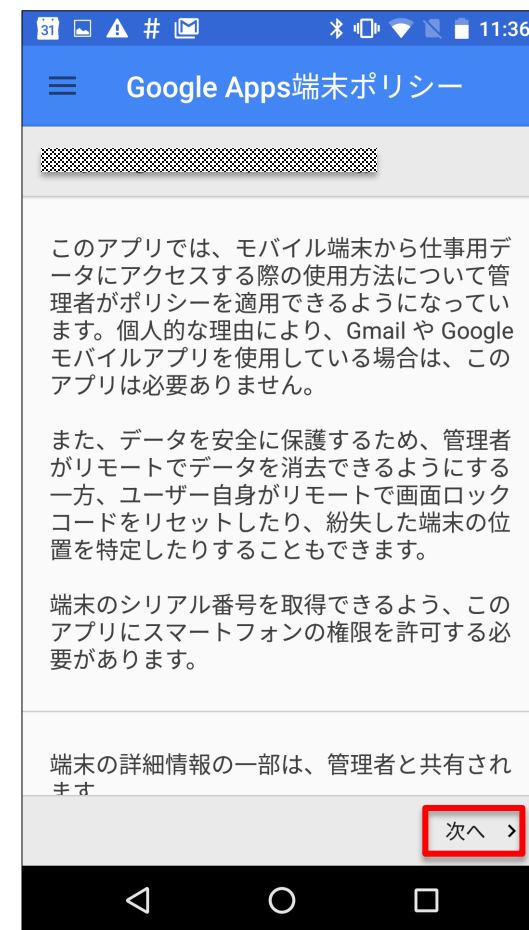 31 # 11:36
Google Apps端末ポリシー
このアプリでは、モバイル端末から仕事用デ
ータにアクセスする際の使用方法について管
理者がポリシーを適用できるようになってい
ます。個人的な理由により、Gmail や Google
モバイルアプリを使用している場合は、この
アプリは必要ありません。
また、データを安全に保護するため、管理者
がリモートでデータを消去できるようにする
一方、ユーザー自身がリモートで画面ロック
コードをリセットしたり、紛失した端末の位
置を特定したりすることもできます。
端末のシリアル番号を取得できるよう、この
アプリにスマートフォンの権限を許可する必
要があります。
端末の詳細情報の一部は、管理者と共有され
ます
次へ